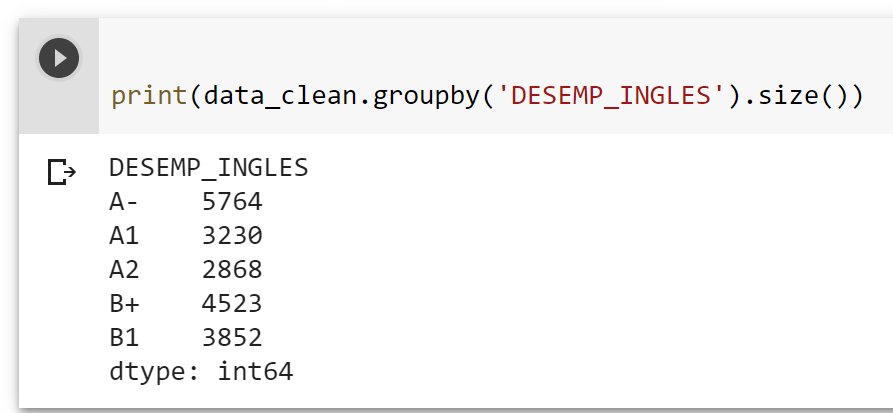 print(data_clean.groupby('DESEMP_INGLES').size())
DESEMP_INGLES
A-    5764
A1    3230
A2    2868
B+    4523
B1    3852
dtype: int64